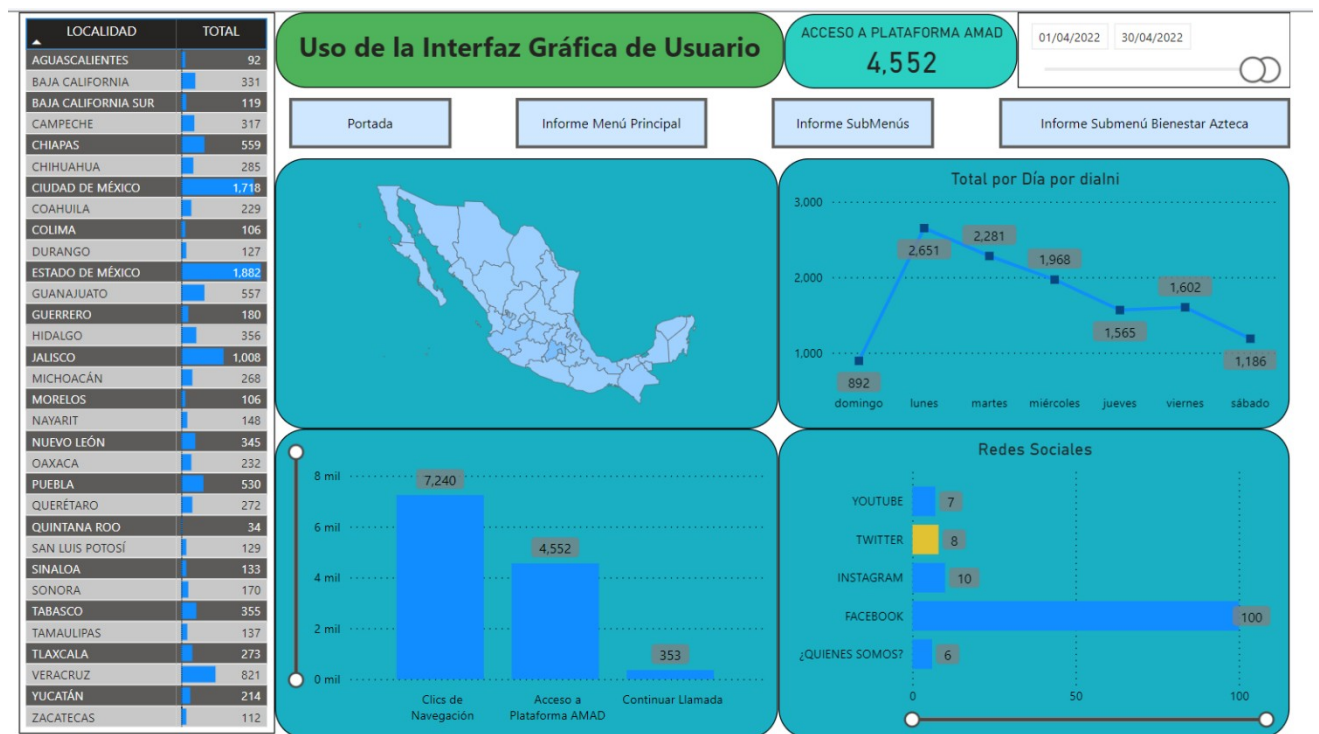 LOCALIDAD TOTAL
AGUASCALIENTES 92
BAJA CALIFORNIA 331
BAJA CALIFORNIA SUR 119
CAMPECHE 317
CHIAPAS 559
CHIHUAHUA 285
CIUDAD DE MÉXICO 1,718
COAHUILA 229
COLIMA 106
DURANGO 127
ESTADO DE MÉXICO 1,882
GUANAJUATO 557
GUERRERO 180
HIDALGO 356
JALISCO 1,008
MICHOACÁN 268
MORELOS 106
NAYARIT 148
NUEVO LEÓN 345
OAXACA 232
PUEBLA 530
QUERÉTARO 272
QUINTANA ROO 34
SAN LUIS POTOSÍ 129
SINALOA 133
SONORA 170
TABASCO 355
TAMAULIPAS 137
TLAXCALA 273
VERACRUZ 821
YUCATÁN 214
ZACATECAS 112
Uso de la Interfaz Gráfica de Usuario
ACCESO A PLATAFORMA AMAD
4,552
01/04/2022 30/04/2022
Portada
Informe Menú Principal
Informe SubMenús
Informe Submenú Bienestar Azteca
Total por Día por diaIni
3,000
2,000
1,000
892
2,651
2,281
1,968
1,565
1,602
1,186
domingo lunes martes miércoles jueves viernes sábado
8 mil
6 mil
4 mil
2 mil
0 mil
7,240
4,552
353
Clics de
Navegación
Acceso a
Plataforma AMAD
Continuar Llamada
Redes Sociales
YOUTUBE 7
TWITTER 8
INSTAGRAM 10
FACEBOOK 100
¿QUIENES SOMOS? 6
0 50 100